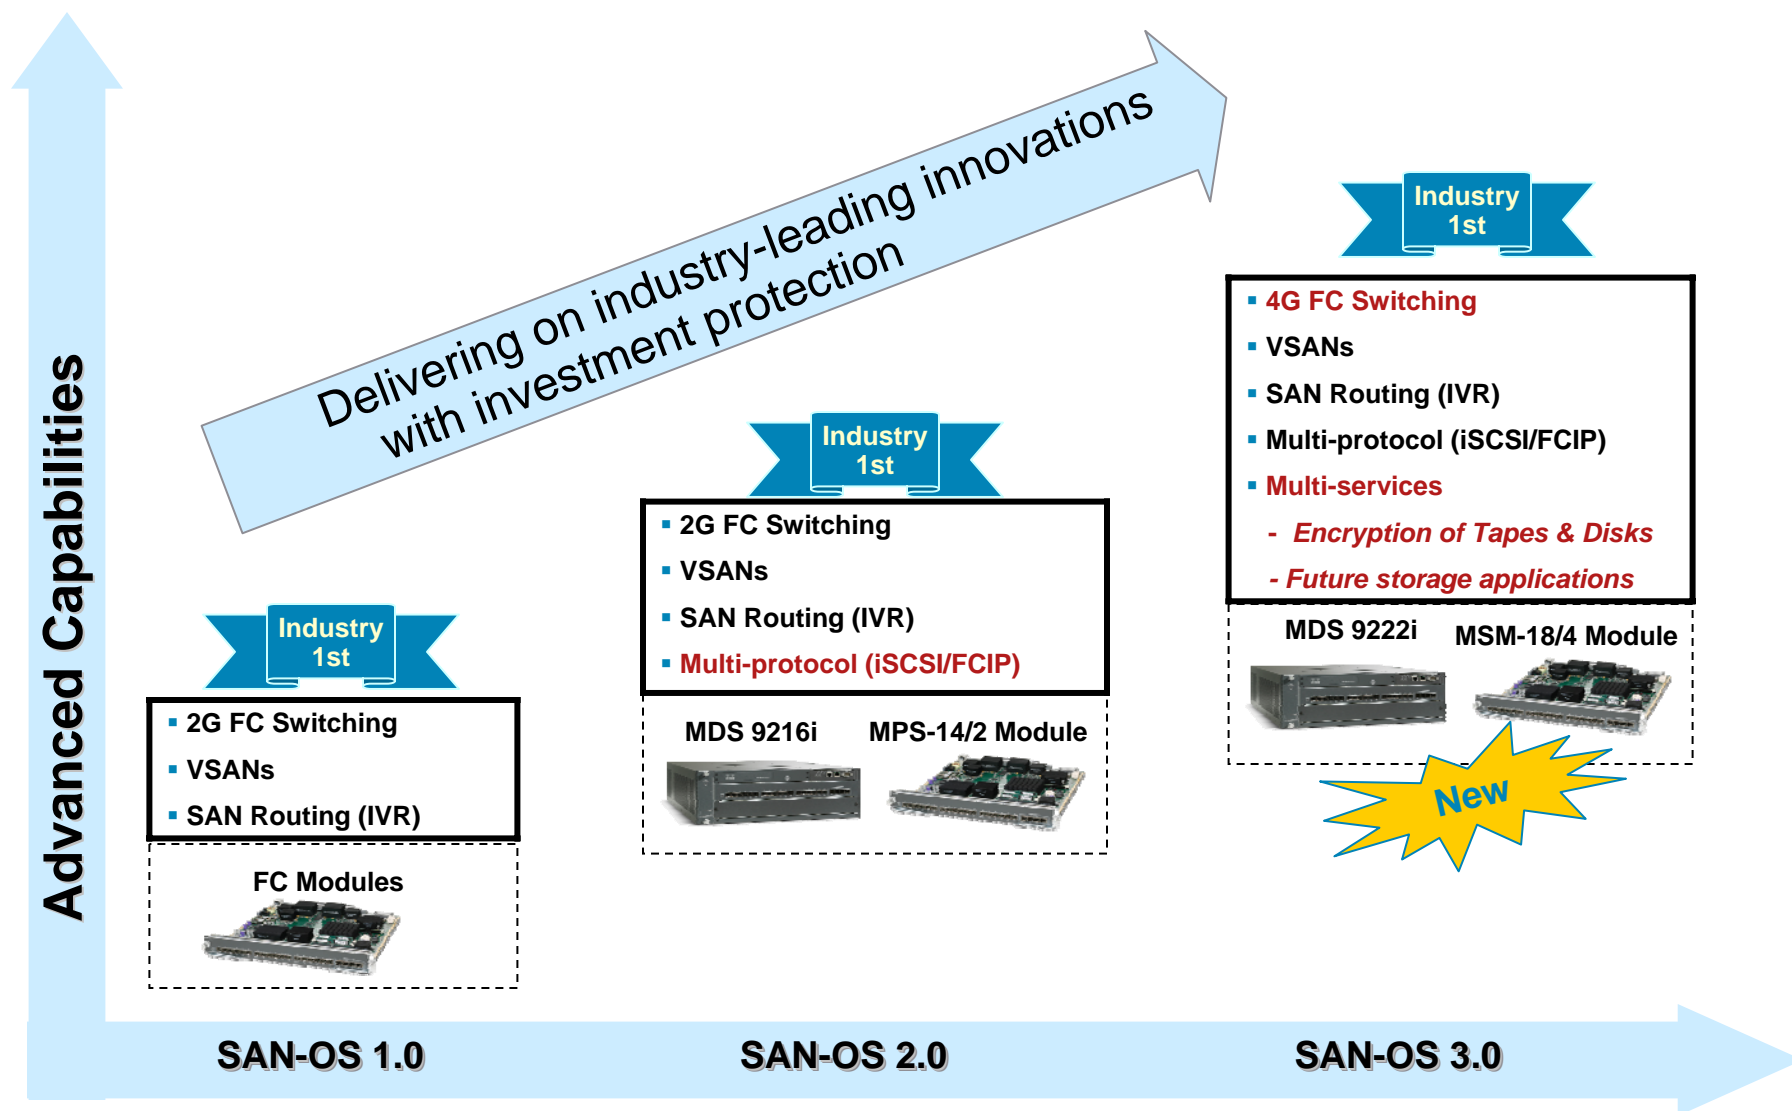 Advanced Capabilities
Delivering on industry-leading innovations
with investment protection
Industry
1st
2G FC Switching
VSANs
SAN Routing (IVR)
FC Modules
Industry
1st
2G FC Switching
VSANs
SAN Routing (IVR)
Multi-protocol (iSCSI/FCIP)
MDS 9216i
MPS-14/2 Module
Industry
1st
4G FC Switching
VSANs
SAN Routing (IVR)
Multi-protocol (iSCSI/FCIP)
Multi-services
- Encryption of Tapes & Disks
- Future storage applications
MDS 9222i
MSM-18/4 Module
New
SAN-OS 1.0
SAN-OS 2.0
SAN-OS 3.0